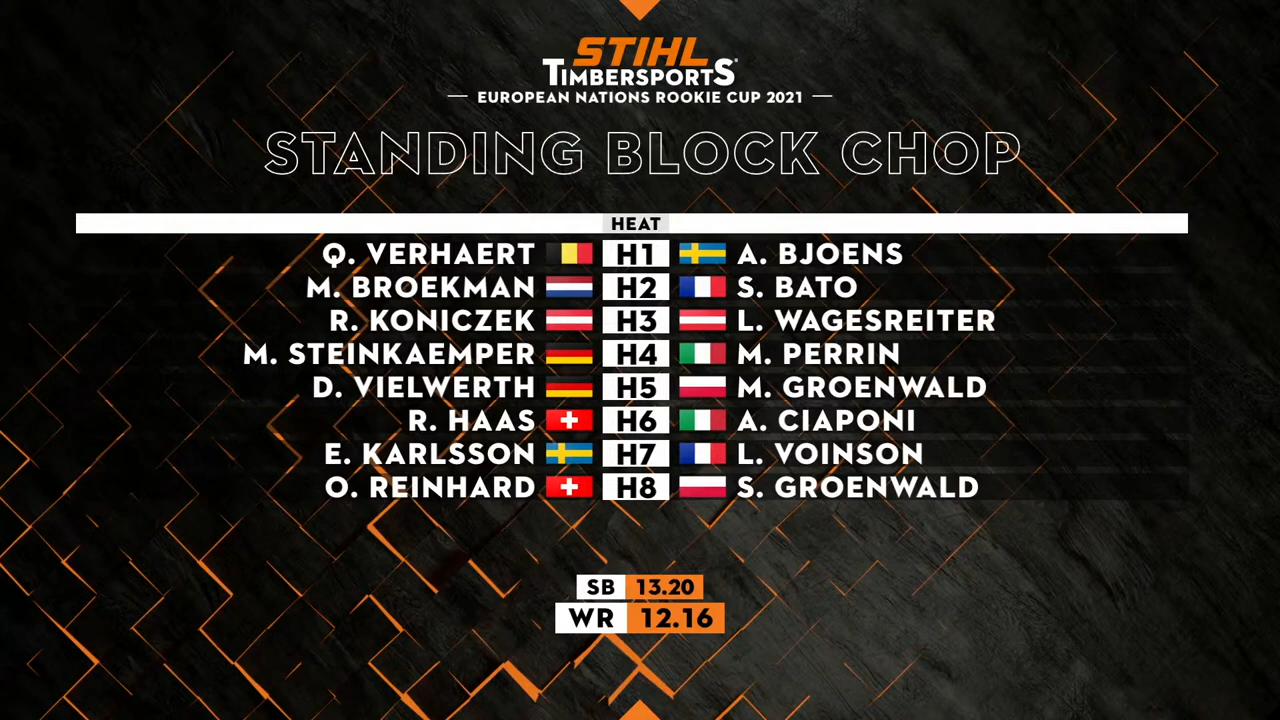 STIHL
TIMBERSPORTS
EUROPEAN NATIONS ROOKIE CUP 2021
STANDING BLOCK CHOP
HEAT
Q. VERHAERT H1 A. BJOENS
M. BROEKMAN H2 S. BATO
R. KONICZEK H3 L. WAGESREITER
M. STEINKAEMPER H4 M. PERRIN
D. VIELWERTH H5 M. GROENWALD
R. HAAS H6 A. CIAPONI
E. KARLSSON H7 L. VOINSON
O. REINHARD H8 S. GROENWALD
SB 13.20
WR 12.16